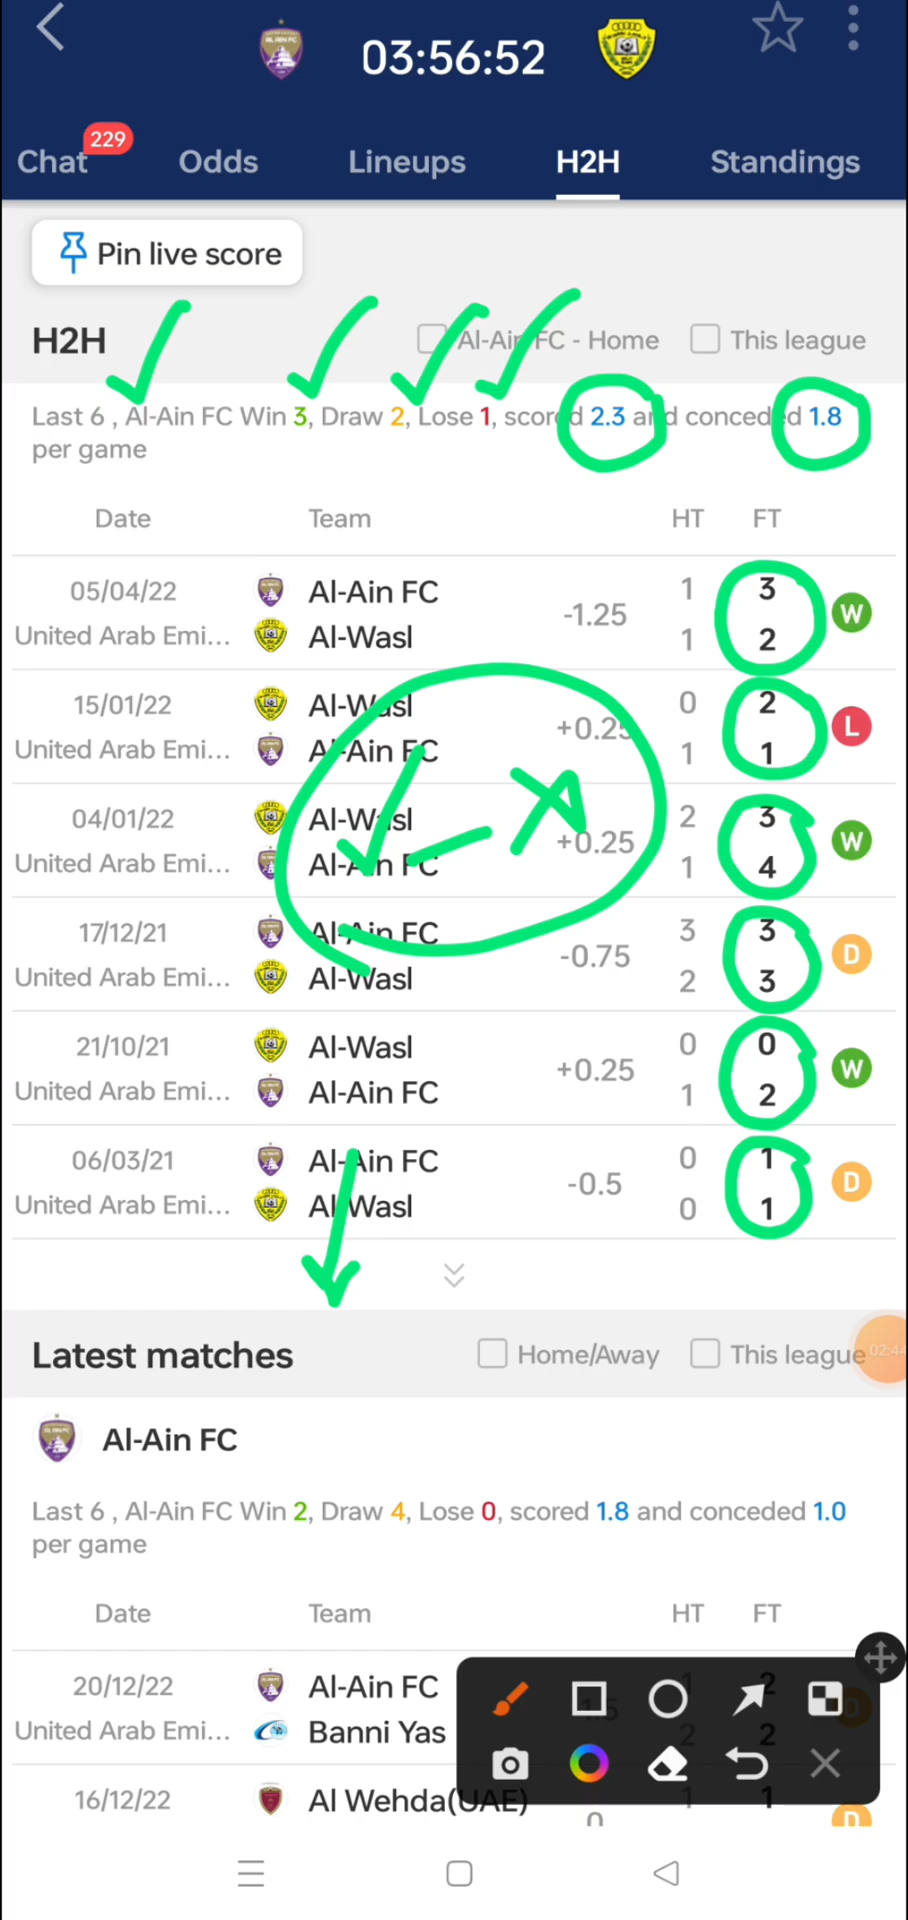 03:56:52
Chat 229 Odds Lineups H2H Standings
Pin live score
H2H Al-Ain FC - Home This league
Last 6 , Al-Ain FC Win 3, Draw 2, Lose 1, scored 2.3 and conceded 1.8
per game
Date Team HT FT
05/04/22 Al-Ain FC 1 3
-1.25 W
United Arab Emi... Al-Wasl 1 2
15/01/22 Al-Wasl 0 2
+0.25 L
United Arab Emi... Al-Ain FC 1 1
04/01/22 Al-Wasl 2 3
+0.25 W
United Arab Emi... Al-Ain FC 1 4
17/12/21 Al-Ain FC 3 3
-0.75 D
United Arab Emi... Al-Wasl 2 3
21/10/21 Al-Wasl 0 0
+0.25 W
United Arab Emi... Al-Ain FC 1 2
06/03/21 Al-Ain FC 0 1
-0.5 D
United Arab Emi... Al-Wasl 0 1
Latest matches Home/Away This league
02:44
Al-Ain FC
Last 6 , Al-Ain FC Win 2, Draw 4, Lose 0, scored 1.8 and conceded 1.0
per game
Date Team HT FT
20/12/22 Al-Ain FC 1 2
D
United Arab Emi... Banni Yas 2 2
16/12/22 Al Wehda(UAE) 1 1
0 D